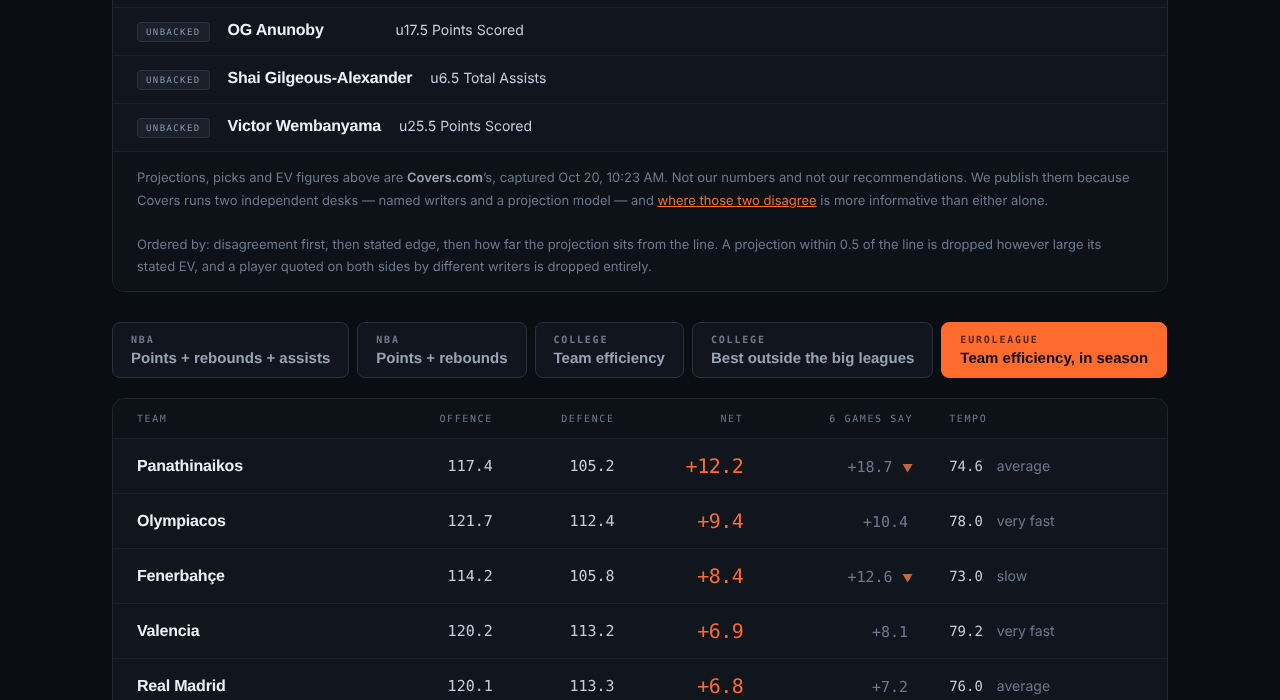 UNBACKED OG Anunoby u17.5 Points Scored
UNBACKED Shai Gilgeous-Alexander u6.5 Total Assists
UNBACKED Victor Wembanyama u25.5 Points Scored
Projections, picks and EV figures above are Covers.com's, captured Oct 20, 10:23 AM. Not our numbers and not our recommendations. We publish them because
Covers runs two independent desks — named writers and a projection model — and where those two disagree is more informative than either alone.
Ordered by: disagreement first, then stated edge, then how far the projection sits from the line. A projection within 0.5 of the line is dropped however large its
stated EV, and a player quoted on both sides by different writers is dropped entirely.
NBA
Points + rebounds + assists
NBA
Points + rebounds
COLLEGE
Team efficiency
COLLEGE
Best outside the big leagues
EUROLEAGUE
Team efficiency, in season
TEAM OFFENCE DEFENCE NET 6 GAMES SAY TEMPO
Panathinaikos 117.4 105.2 +12.2 +18.7 ▼ 74.6 average
Olympiacos 121.7 112.4 +9.4 +10.4 78.0 very fast
Fenerbahçe 114.2 105.8 +8.4 +12.6 ▼ 73.0 slow
Valencia 120.2 113.2 +6.9 +8.1 79.2 very fast
Real Madrid 120.1 113.3 +6.8 +7.2 76.0 average